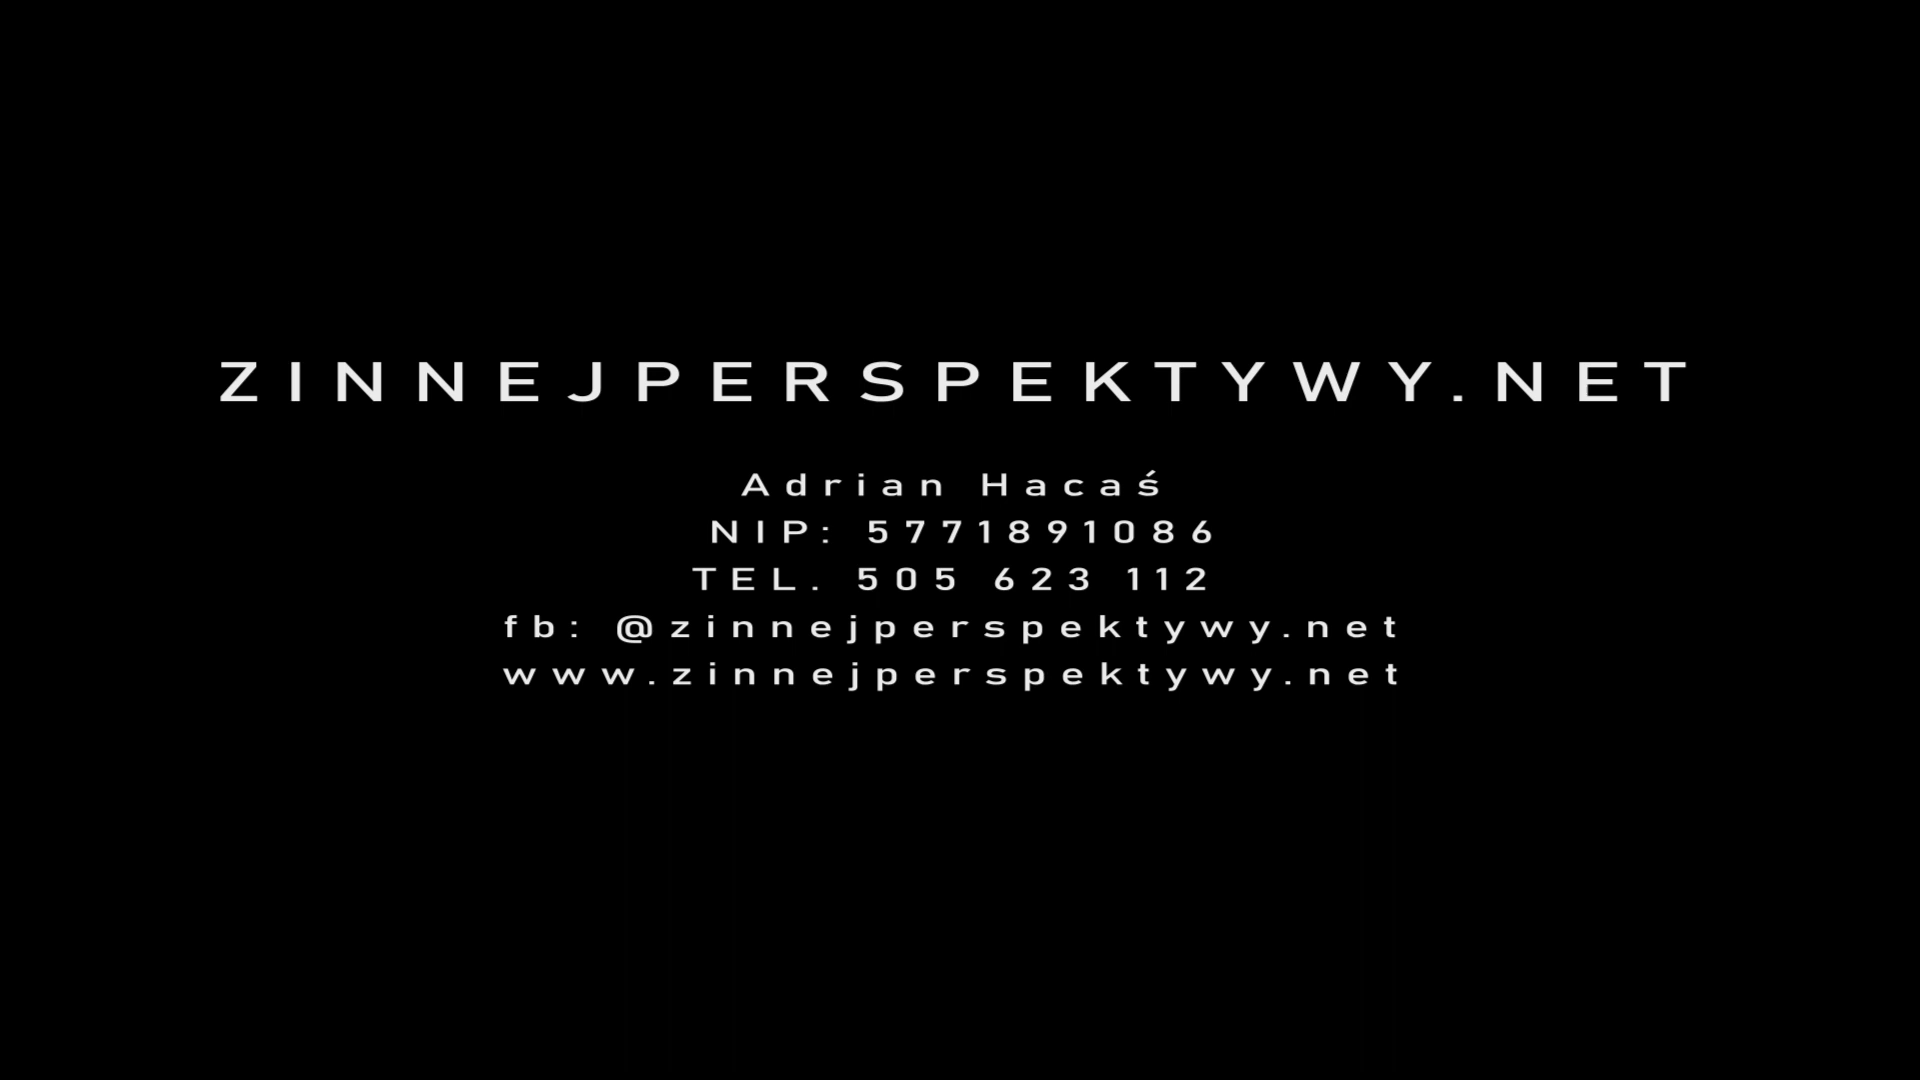 ZINNEJPERSPEKTYWY.NET
Adrian Hacaś
NIP: 5771891086
TEL. 505 623 112
fb: @zinnejperspektywy.net
www.zinnejperspektywy.net